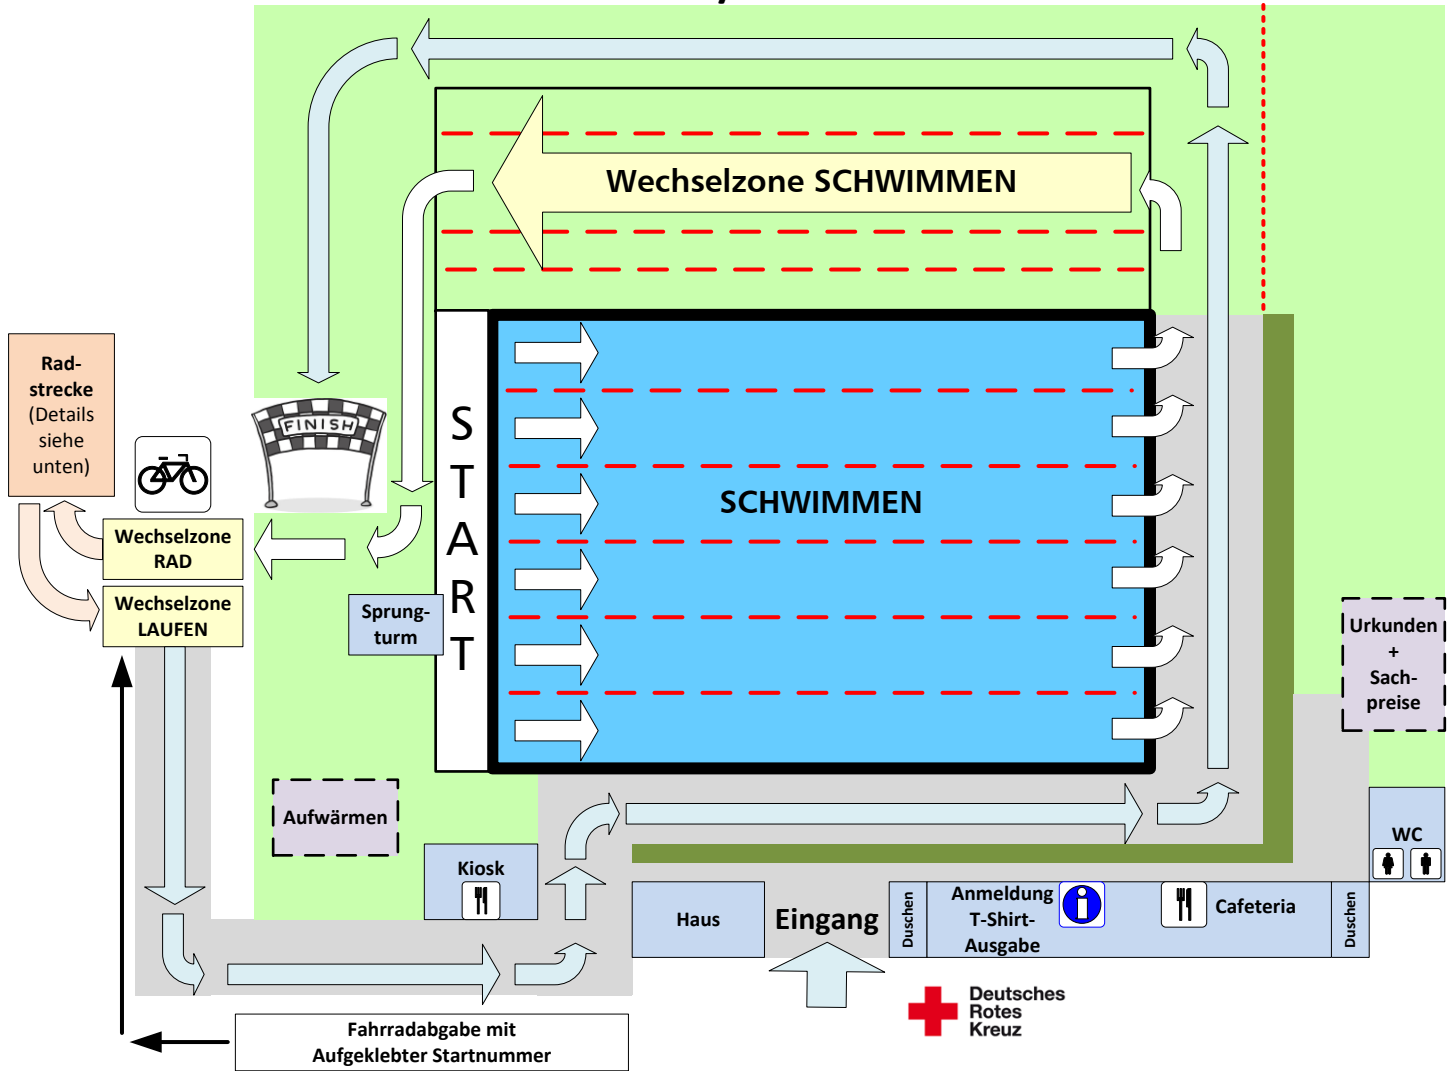 Wechselzone SCHWIMMEN
Rad-
strecke
(Details
siehe
unten)
FINISH
S
T
A
R
T
SCHWIMMEN
Wechselzone
RAD
Wechselzone
LAUFEN
Sprung-
turm
Urkunden
+
Sach-
preise
Aufwärmen
Kiosk
WC
Haus
Eingang
Duschen
Anmeldung
T-Shirt-
Ausgabe
i
Cafeteria
Duschen
Deutsches
Rotes
Kreuz
Fahrradabgabe mit
Aufgeklebter Startnummer